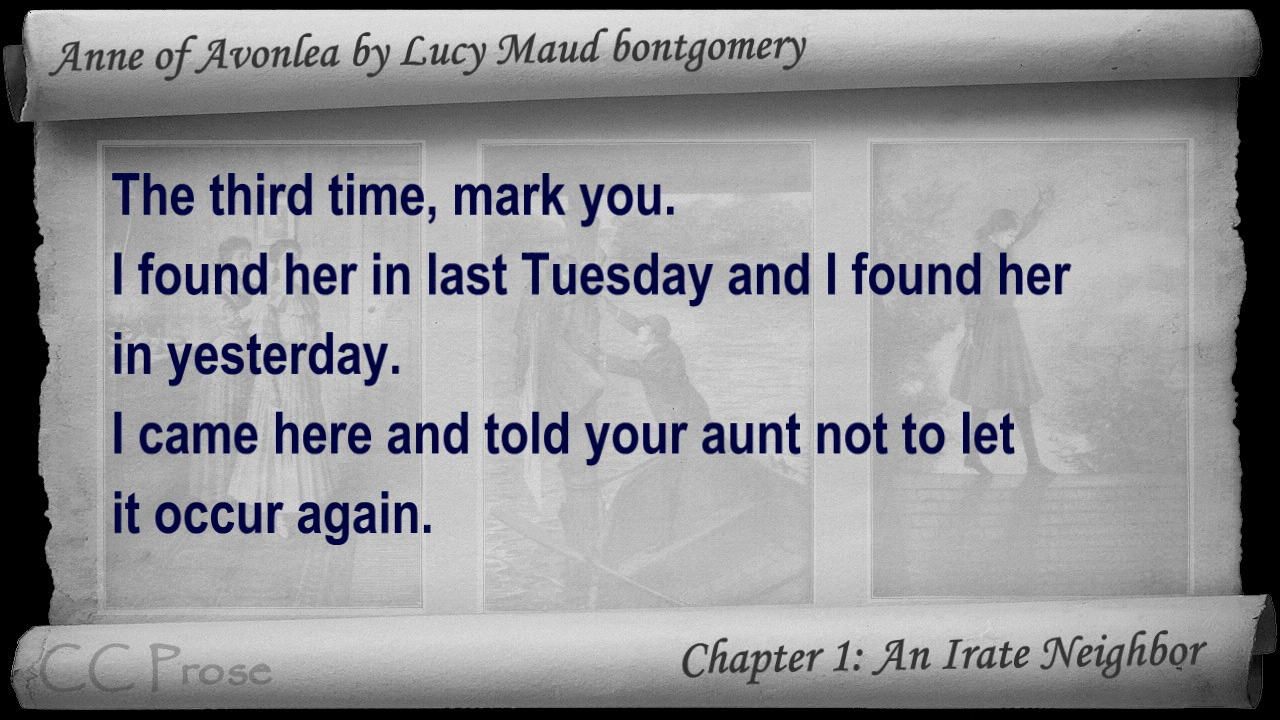 Anne of Avonlea by Lucy Maud bontgomery
The third time, mark you.
I found her in last Tuesday and I found her
in yesterday.
I came here and told your aunt not to let
it occur again.
CC Prose
Chapter 1: An Irate Neighbor